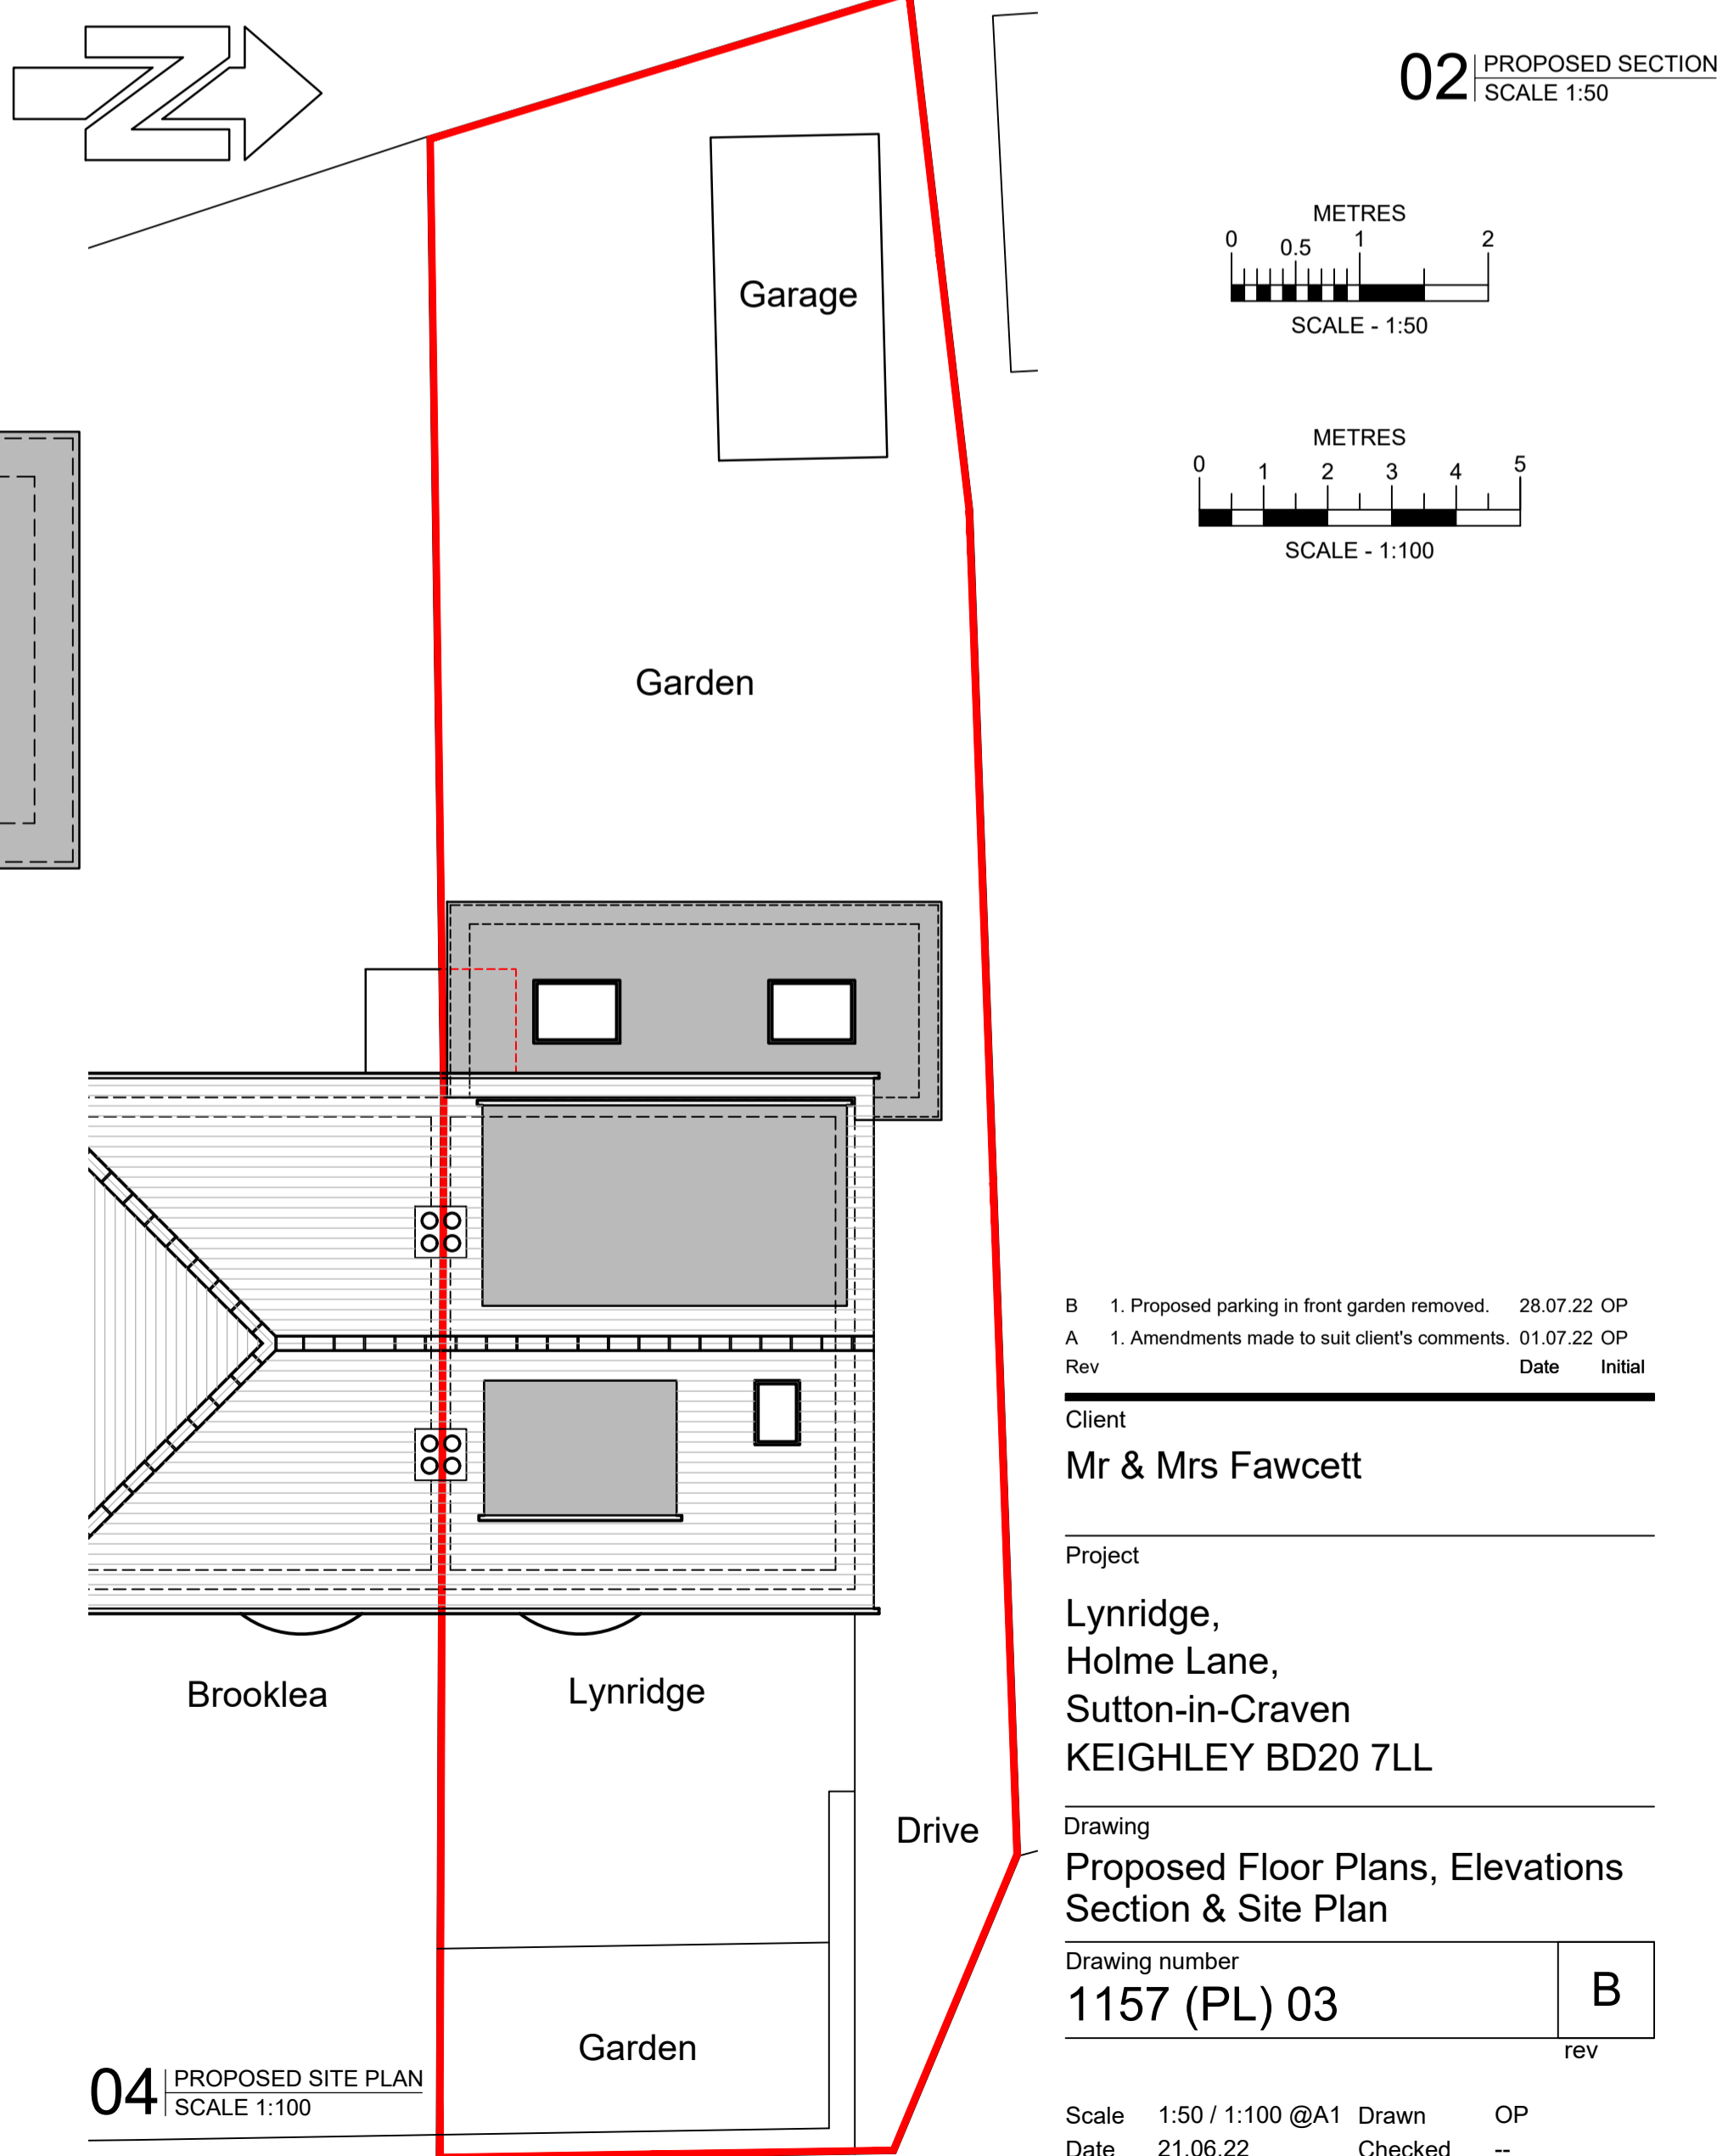 02 PROPOSED SECTION
SCALE 1:50
METRES
0 0.5 1 2
SCALE - 1:50
METRES
0 1 2 3 4 5
SCALE - 1:100
Garage
Garden
Brooklea
Lynridge
Drive
Garden
04 PROPOSED SITE PLAN
SCALE 1:100
B 1. Proposed parking in front garden removed. 28.07.22 OP
A 1. Amendments made to suit client's comments. 01.07.22 OP
Rev Date Initial
Client
Mr & Mrs Fawcett
Project
Lynridge,
Holme Lane,
Sutton-in-Craven
KEIGHLEY BD20 7LL
Drawing
Proposed Floor Plans, Elevations
Section & Site Plan
Drawing number
1157 (PL) 03
B
rev
Scale 1:50 / 1:100 @A1 Drawn OP
Date 21.06.22 Checked --